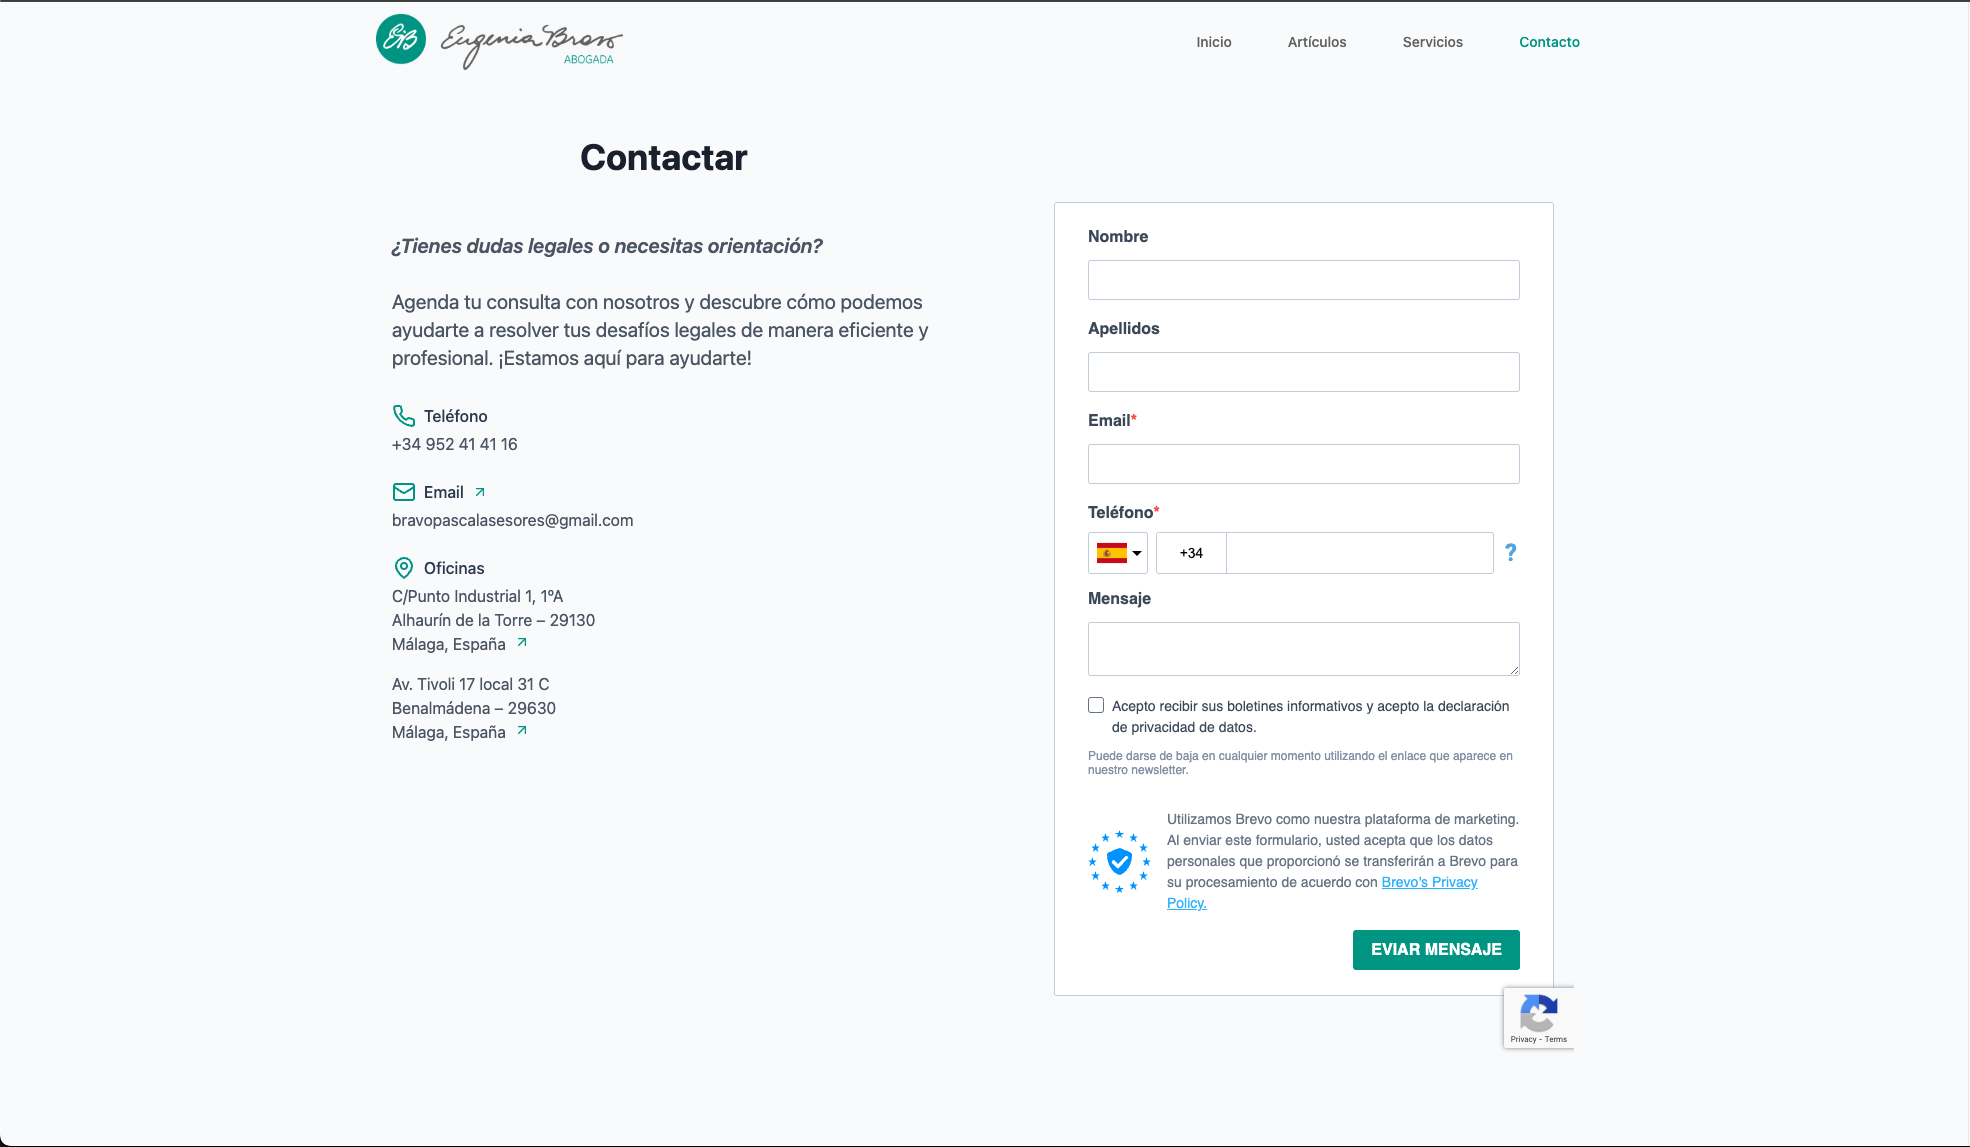 EB Eugenia Bravo
ABOGADA
Inicio
Artículos
Servicios
Contacto
Contactar
¿Tienes dudas legales o necesitas orientación?
Agenda tu consulta con nosotros y descubre cómo podemos
ayudarte a resolver tus desafíos legales de manera eficiente y
profesional. ¡Estamos aquí para ayudarte!
Teléfono
+34 952 41 41 16
Email
bravopascalasesores@gmail.com
Oficinas
C/Punto Industrial 1, 1ºA
Alhaurín de la Torre – 29130
Málaga, España
Av. Tivoli 17 local 31 C
Benalmádena – 29630
Málaga, España
Nombre
Apellidos
Email*
Teléfono*
+34
?
Mensaje
Acepto recibir sus boletines informativos y acepto la declaración
de privacidad de datos.
Puede darse de baja en cualquier momento utilizando el enlace que aparece en
nuestro newsletter.
Utilizamos Brevo como nuestra plataforma de marketing.
Al enviar este formulario, usted acepta que los datos
personales que proporcionó se transferirán a Brevo para
su procesamiento de acuerdo con Brevo's Privacy
Policy.
EVIAR MENSAJE
Privacy - Terms